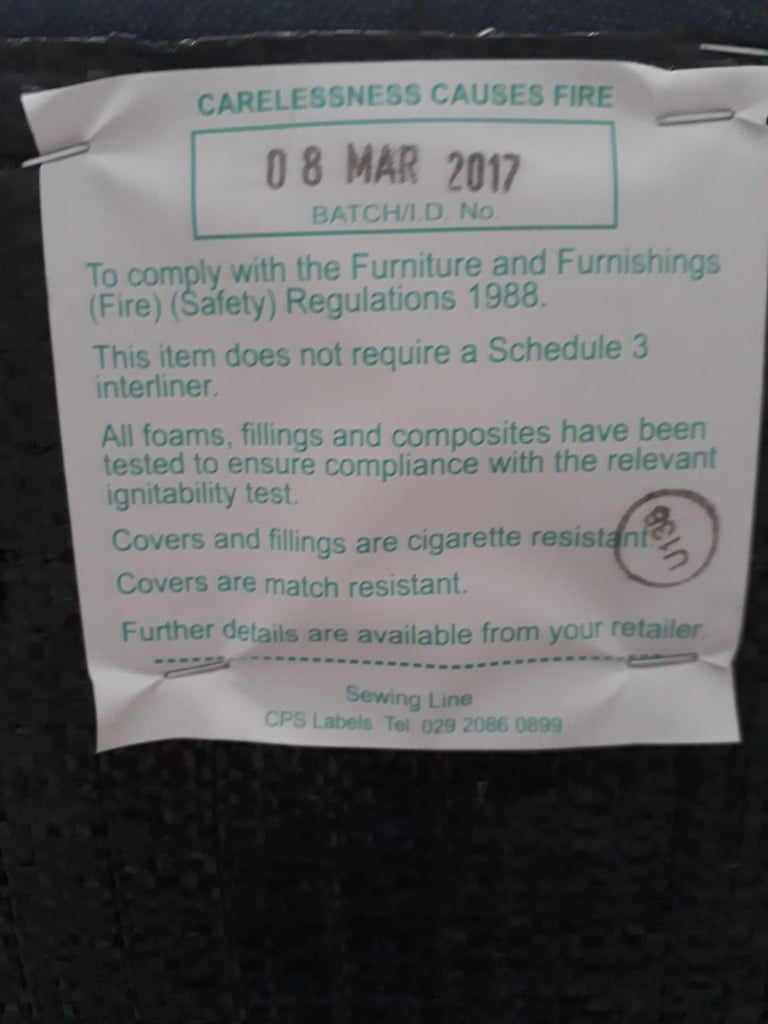 CARELESSNESS CAUSES FIRE
08 MAR 2017
BATCH/I.D. No.
To comply with the Furniture and Furnishings
(Fire) (Safety) Regulations 1988.
This item does not require a Schedule 3
interliner.
All foams, fillings and composites have been
tested to ensure compliance with the relevant
ignitability test.
Covers and fillings are cigarette resistant.
Covers are match resistant.
Further details are available from your retailer.
Sewing Line
CPS Labels Tel: 029 2086 0899